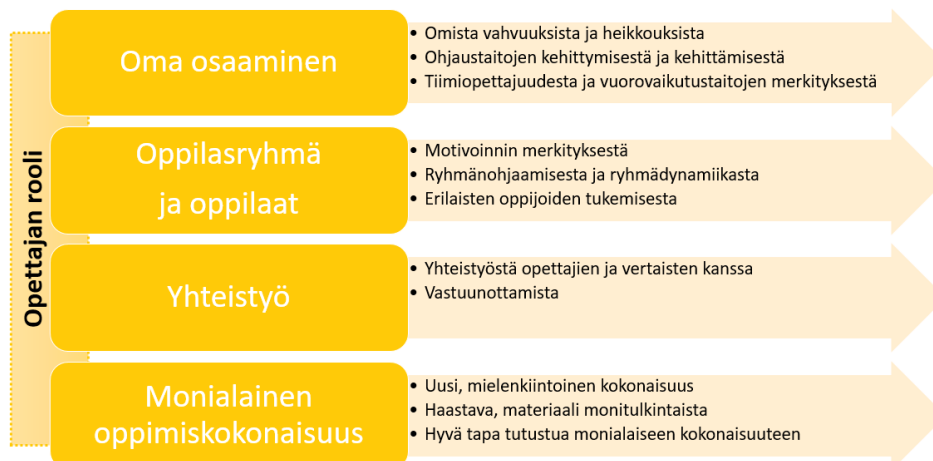 Opettajan rooli
Oma osaaminen
• Omista vahvuuksista ja heikkouksista
• Ohjaustaitojen kehittymisestä ja kehittämisestä
• Tiimiopettajuudesta ja vuorovaikutustaitojen merkityksestä
Oppilasryhmä
ja oppilaat
• Motivoinnin merkityksestä
• Ryhmänohjaamisesta ja ryhmädynamiikasta
• Erilaisten oppijoiden tukemisesta
Yhteistyö
• Yhteistyöstä opettajien ja vertaisten kanssa
• Vastuunottamista
Monialainen
oppimiskokonaisuus
• Uusi, mielenkiintoinen kokonaisuus
• Haastava, materiaali monitulkintaista
• Hyvä tapa tutustua monialaiseen kokonaisuuteen